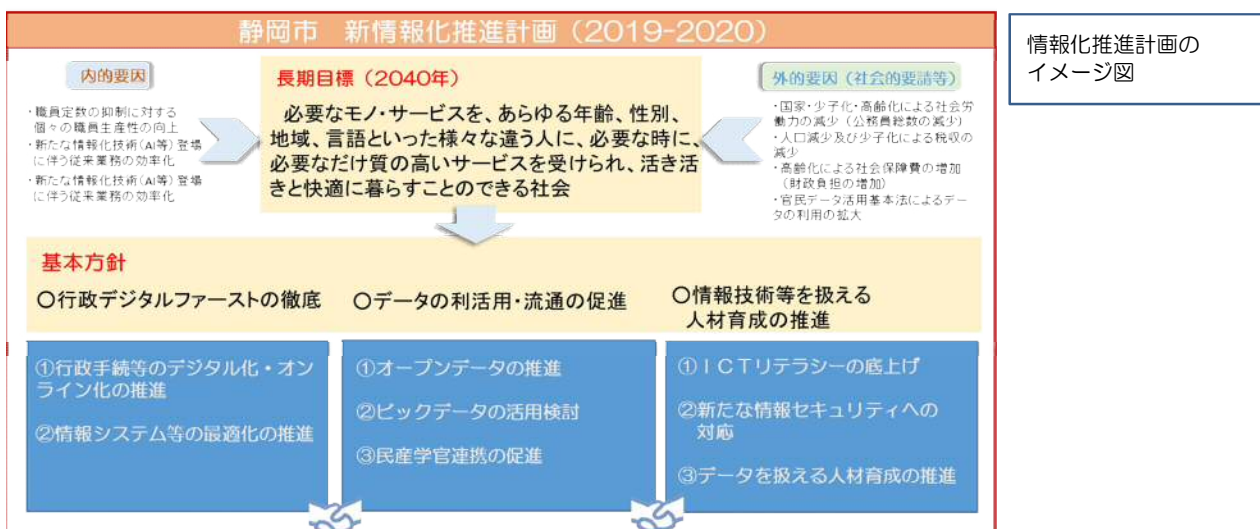 静岡市 新情報化推進計画（2019-2020）
情報化推進計画の
イメージ図
内的要因
・職員定数の抑制に対する
個々の職員生産性の向上
・新たな情報化技術（AI等）登場
に伴う従来業務の効率化
・新たな情報化技術（AI等）登場
に伴う従来業務の効率化
長期目標（2040年）
必要なモノ・サービスを、あらゆる年齢、性別、
地域、言語といった様々な違う人に、必要な時に、
必要なだけ質の高いサービスを受けられ、活き活
きと快適に暮らすことのできる社会
外的要因（社会的要請等）
・国家・少子化・高齢化による社会労
働力の減少（公務員総数の減少）
・人口減少及び少子化による税収の
減少
・高齢化による社会保障費の増加
（財政負担の増加）
・官民データ活用基本法によるデー
タの利用の拡大
基本方針
〇行政デジタルファーストの徹底
〇データの利活用・流通の促進
〇情報技術等を扱える
人材育成の推進
①行政手続等のデジタル化・オン
ライン化の推進
②情報システム等の最適化の推進
①オープンデータの推進
②ビックデータの活用検討
③民産学官連携の促進
①ＩＣＴリテラシーの底上げ
②新たな情報セキュリティへの
対応
③データを扱える人材育成の推進